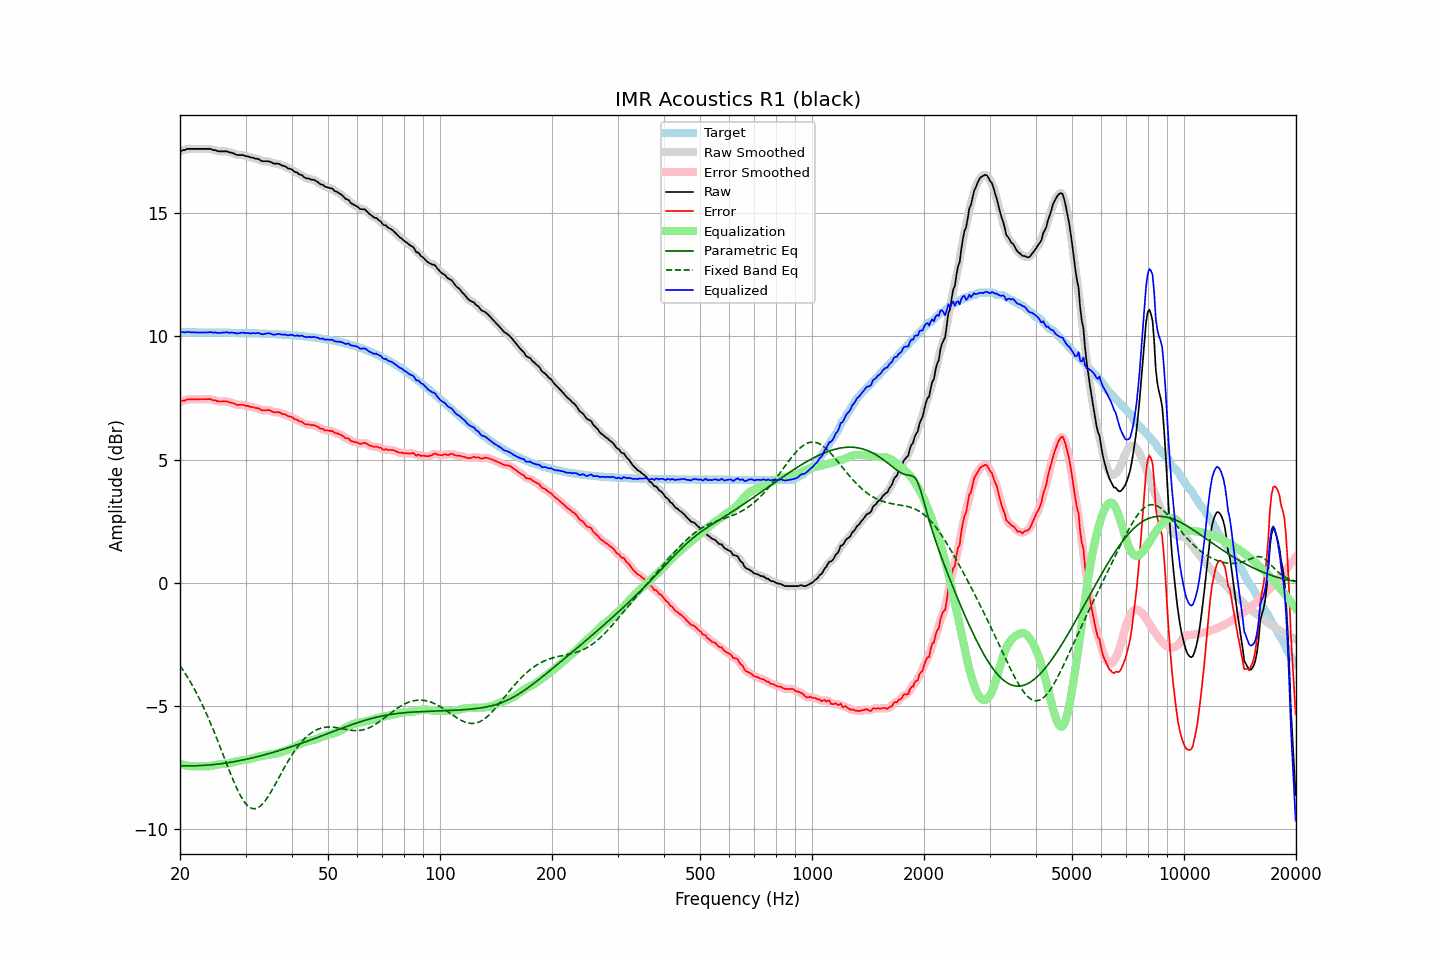 IMR Acoustics R1 (black)
Target
Raw Smoothed
Error Smoothed
Raw
Error
Equalization
Parametric Eq
Fixed Band Eq
Equalized
Amplitude (dBr)
15
10
5
0
−5
−10
20
50
100
200
500
1000
2000
5000
10000
20000
Frequency (Hz)